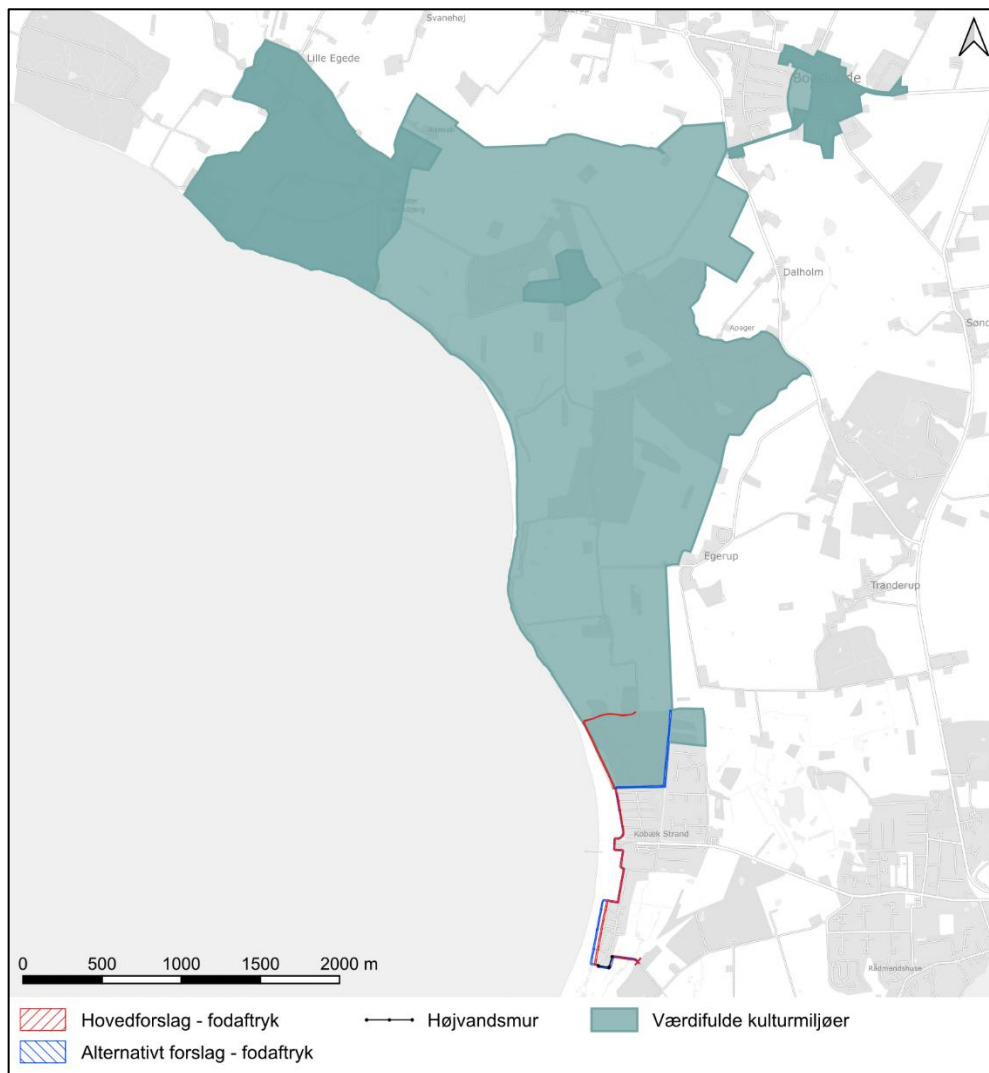 Svanehøj
Lille Egede
Dalholm
Apager
Egerup
Tranderup
Kobæk Strand
Rådmandshuse
0 500 1000 1500 2000 m
Hovedforslag - fodaftryk
Højvandsmur
Værdifulde kulturmiljøer
Alternativt forslag - fodaftryk